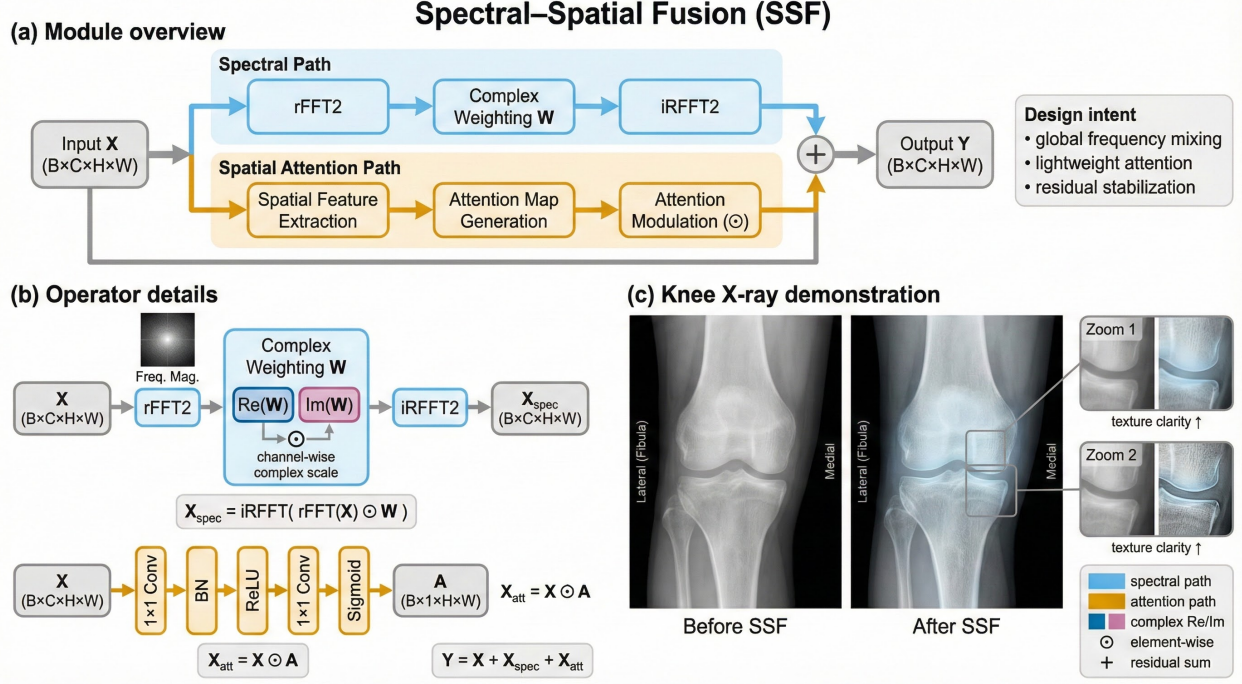 Spectral–Spatial Fusion (SSF)
(a) Module overview
Spectral Path
rFFT2
Complex
Weighting W
iRFFT2
Input X
(B×C×H×W)
Spatial Attention Path
Spatial Feature
Extraction
Attention Map
Generation
Attention
Modulation (⊙)
+
Output Y
(B×C×H×W)
Design intent
• global frequency mixing
• lightweight attention
• residual stabilization
(b) Operator details
Freq. Mag.
X
(B×C×H×W)
rFFT2
Complex
Weighting W
Re(W)
Im(W)
⊙
channel-wise
complex scale
iRFFT2
Xspec
(B×C×H×W)
Xspec = iRFFT( rFFT(X) ⊙ W )
X
(B×C×H×W)
1×1 Conv
BN
ReLU
1×1 Conv
Sigmoid
A
(B×1×H×W)
Xatt = X ⊙ A
Xatt = X ⊙ A
Y = X + Xspec + Xatt
(c) Knee X-ray demonstration
Lateral (Fibula)
Medial
Before SSF
Lateral (Fibula)
Medial
After SSF
Zoom 1
texture clarity ↑
Zoom 2
texture clarity ↑
spectral path
attention path
complex Re/Im
⊙ element-wise
+ residual sum